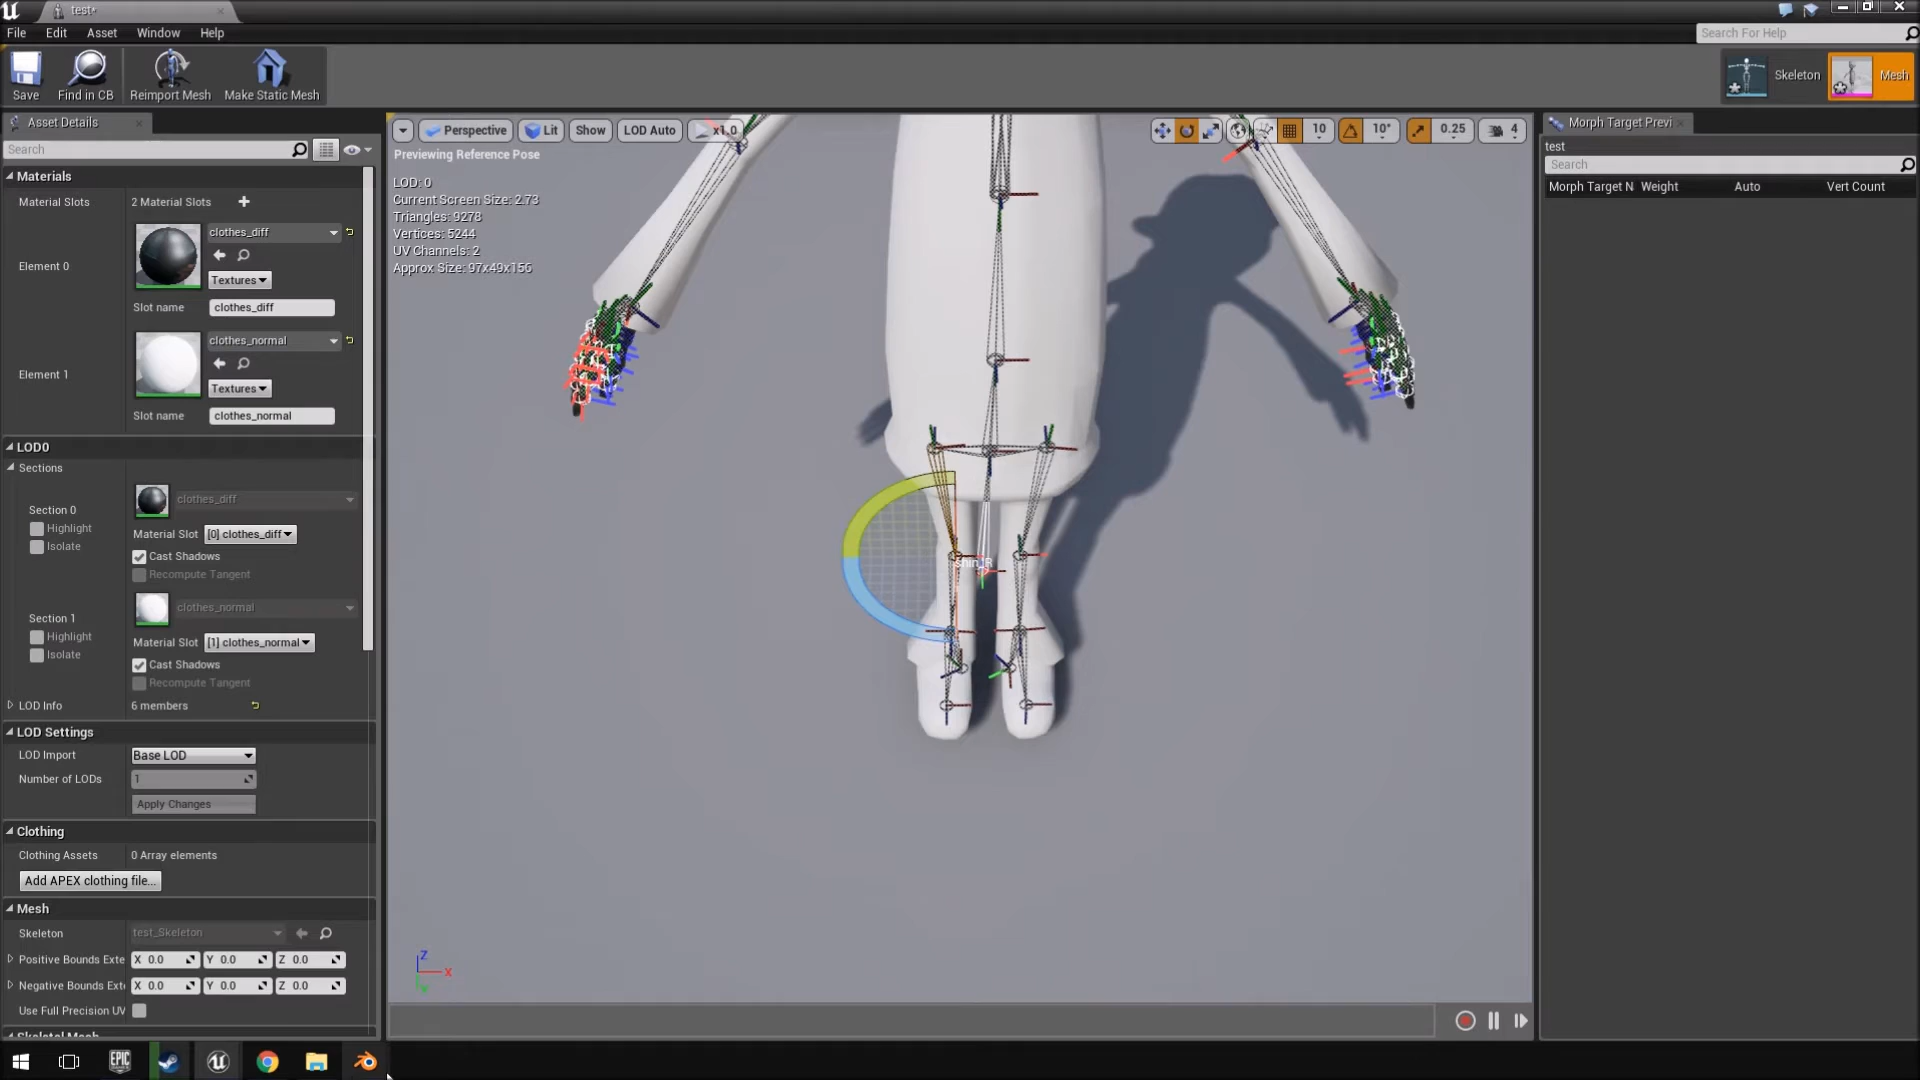 test*
File Edit Asset Window Help
Search For Help
Save Find in CB Reimport Mesh Make Static Mesh
Skeleton Mesh
Asset Details
Search
Materials
Material Slots 2 Material Slots
Element 0
clothes_diff
Textures
Slot name clothes_diff
Element 1
clothes_normal
Textures
Slot name clothes_normal
LOD0
Sections
Section 0
Highlight
Isolate
clothes_diff
Material Slot [0] clothes_diff
Cast Shadows
Recompute Tangent
Section 1
Highlight
Isolate
clothes_normal
Material Slot [1] clothes_normal
Cast Shadows
Recompute Tangent
LOD Info 6 members
LOD Settings
LOD Import Base LOD
Number of LODs 1
Apply Changes
Clothing
Clothing Assets 0 Array elements
Add APEX clothing file...
Mesh
Skeleton test_Skeleton
Positive Bounds Exte X 0.0 Y 0.0 Z 0.0
Negative Bounds Exte X 0.0 Y 0.0 Z 0.0
Use Full Precision UV
Skeletal Mesh
Perspective Lit Show LOD Auto x1.0
10 10° 0.25 4
Previewing Reference Pose
LOD: 0
Current Screen Size: 2.73
Triangles: 9278
Vertices: 5244
UV Channels: 2
Approx Size: 97x49x156
shin_R
Z
X
Morph Target Previ
test
Search
Morph Target N Weight Auto Vert Count
EPIC